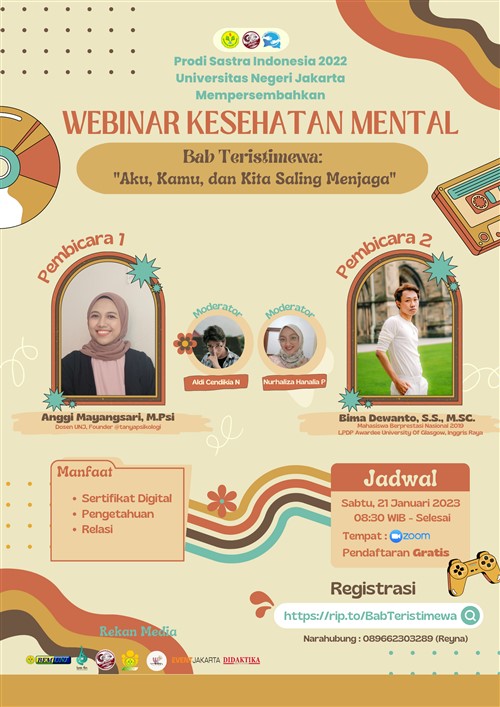 Prodi Sastra Indonesia 2022
Universitas Negeri Jakarta
Mempersembahkan
WEBINAR KESEHATAN MENTAL
Bab Teristimewa:
"Aku, Kamu, dan Kita Saling Menjaga"
Pembicara 1
Pembicara 2
Moderator
Moderator
Aldi Cendikia N
Nurhaliza Hanalia P
Anggi Mayangsari, M.Psi
Dosen UNJ, Founder @tanyapsikologi
Bima Dewanto, S.S., M.SC.
Mahasiswa Berprestasi Nasional 2019
LPDP Awardee University Of Glasgow, Inggris Raya
Manfaat
• Sertifikat Digital
• Pengetahuan
• Relasi
Jadwal
Sabtu, 21 Januari 2023
08:30 WIB - Selesai
Tempat : zoom
Pendaftaran Gratis
Registrasi
https://rip.to/BabTeristimewa
Narahubung : 089662303289 (Reyna)
Rekan Media
BEM UNJ
EVENTJAKARTA
DIDAKTIKA